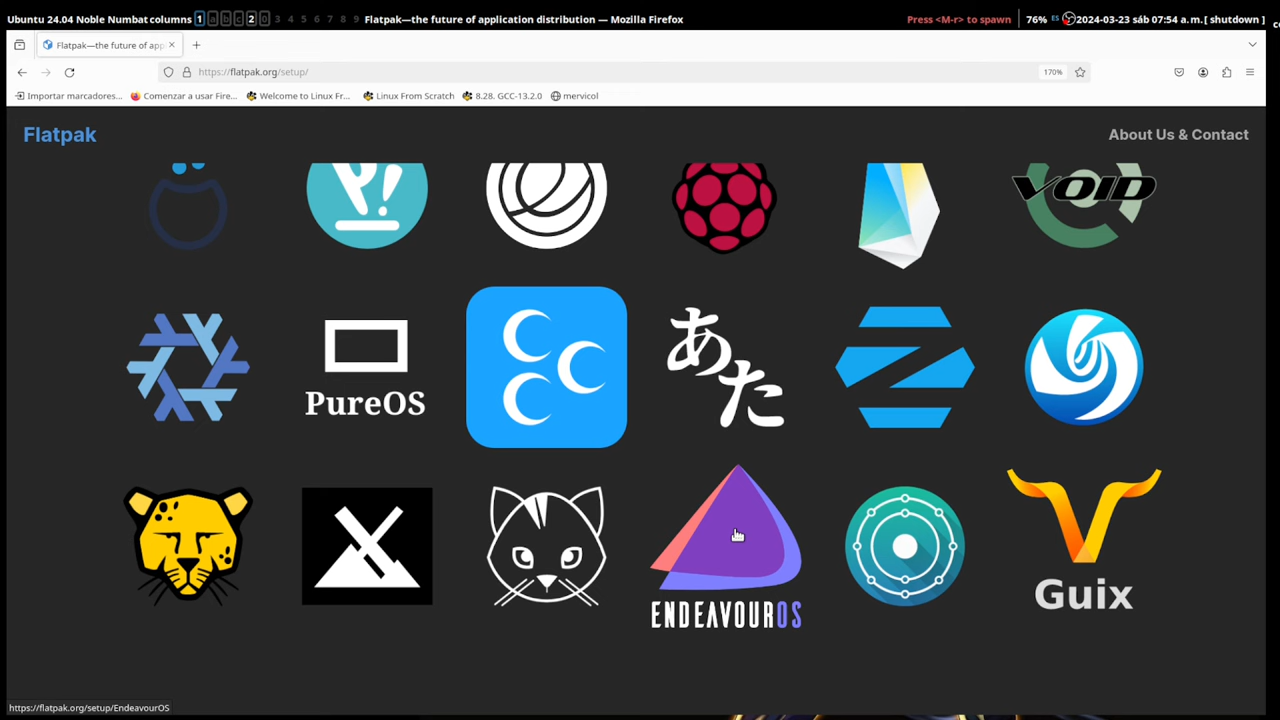 Ubuntu 24.04 Noble Numbat columns 1 a b c 2 0 3 4 5 6 7 8 9 Flatpak—the future of application distribution — Mozilla Firefox Press <M-r> to spawn 76% ES 2024-03-23 sáb 07:54 a.m. [ shutdown ]
Flatpak—the future of app
https://flatpak.org/setup/ 170%
Importar marcadores... Comenzar a usar Fire... Welcome to Linux Fr... Linux From Scratch 8.28. GCC-13.2.0 mervicol
Flatpak About Us & Contact
P!
VOID
PureOS あた
ENDEAVOUROS Guix
https://flatpak.org/setup/EndeavourOS